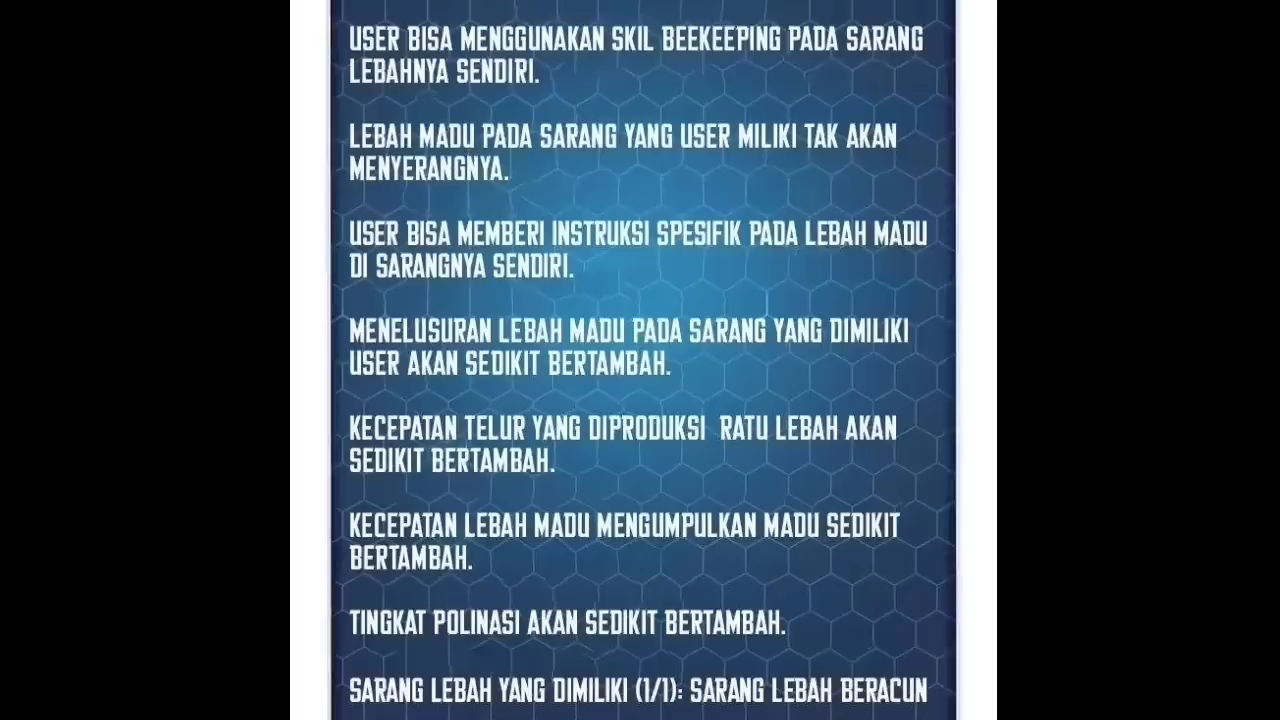 USER BISA MENGGUNAKAN SKIL BEEKEEPING PADA SARANG
LEBAHNYA SENDIRI.
LEBAH MADU PADA SARANG YANG USER MILIKI TAK AKAN
MENYERANGNYA.
USER BISA MEMBERI INSTRUKSI SPESIFIK PADA LEBAH MADU
DI SARANGNYA SENDIRI.
MENELUSURAN LEBAH MADU PADA SARANG YANG DIMILIKI
USER AKAN SEDIKIT BERTAMBAH.
KECEPATAN TELUR YANG DIPRODUKSI RATU LEBAH AKAN
SEDIKIT BERTAMBAH.
KECEPATAN LEBAH MADU MENGUMPULKAN MADU SEDIKIT
BERTAMBAH.
TINGKAT POLINASI AKAN SEDIKIT BERTAMBAH.
SARANG LEBAH YANG DIMILIKI (1/1): SARANG LEBAH BERACUN